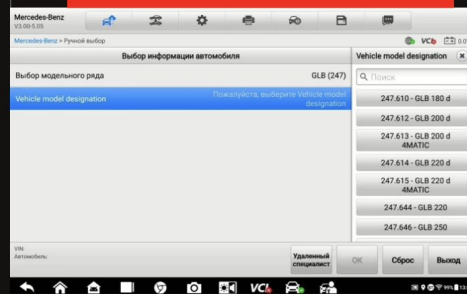 Mercedes-Benz
V3.00-5.05
Mercedes-Benz > Ручной выбор
VCI
0.0
Выбор информации автомобиля
Vehicle model designation
Выбор модельного ряда
GLB (247)
Поиск
Vehicle model designation
Пожалуйста, выберите Vehicle model
designation
247.610 - GLB 180 d
247.612 - GLB 200 d
247.613 - GLB 200 d
4MATIC
247.614 - GLB 220 d
247.615 - GLB 220 d
4MATIC
247.644 - GLB 220
247.646 - GLB 250
VIN:
Автомобиль:
Удаленный
специалист
OK
Сброс
Выход
VCI
99%